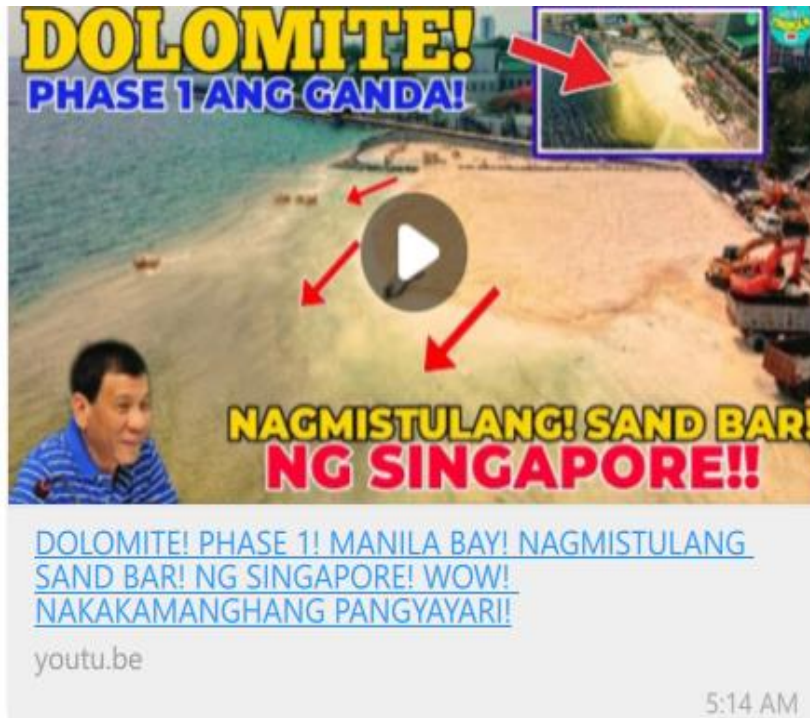 DOLOMITE!
PHASE 1 ANG GANDA!
NAGMISTULANG! SAND BAR!
NG SINGAPORE!!
DOLOMITE! PHASE 1! MANILA BAY! NAGMISTULANG
SAND BAR! NG SINGAPORE! WOW!
NAKAKAMANGHANG PANGYAYARI!
youtu.be
5:14 AM